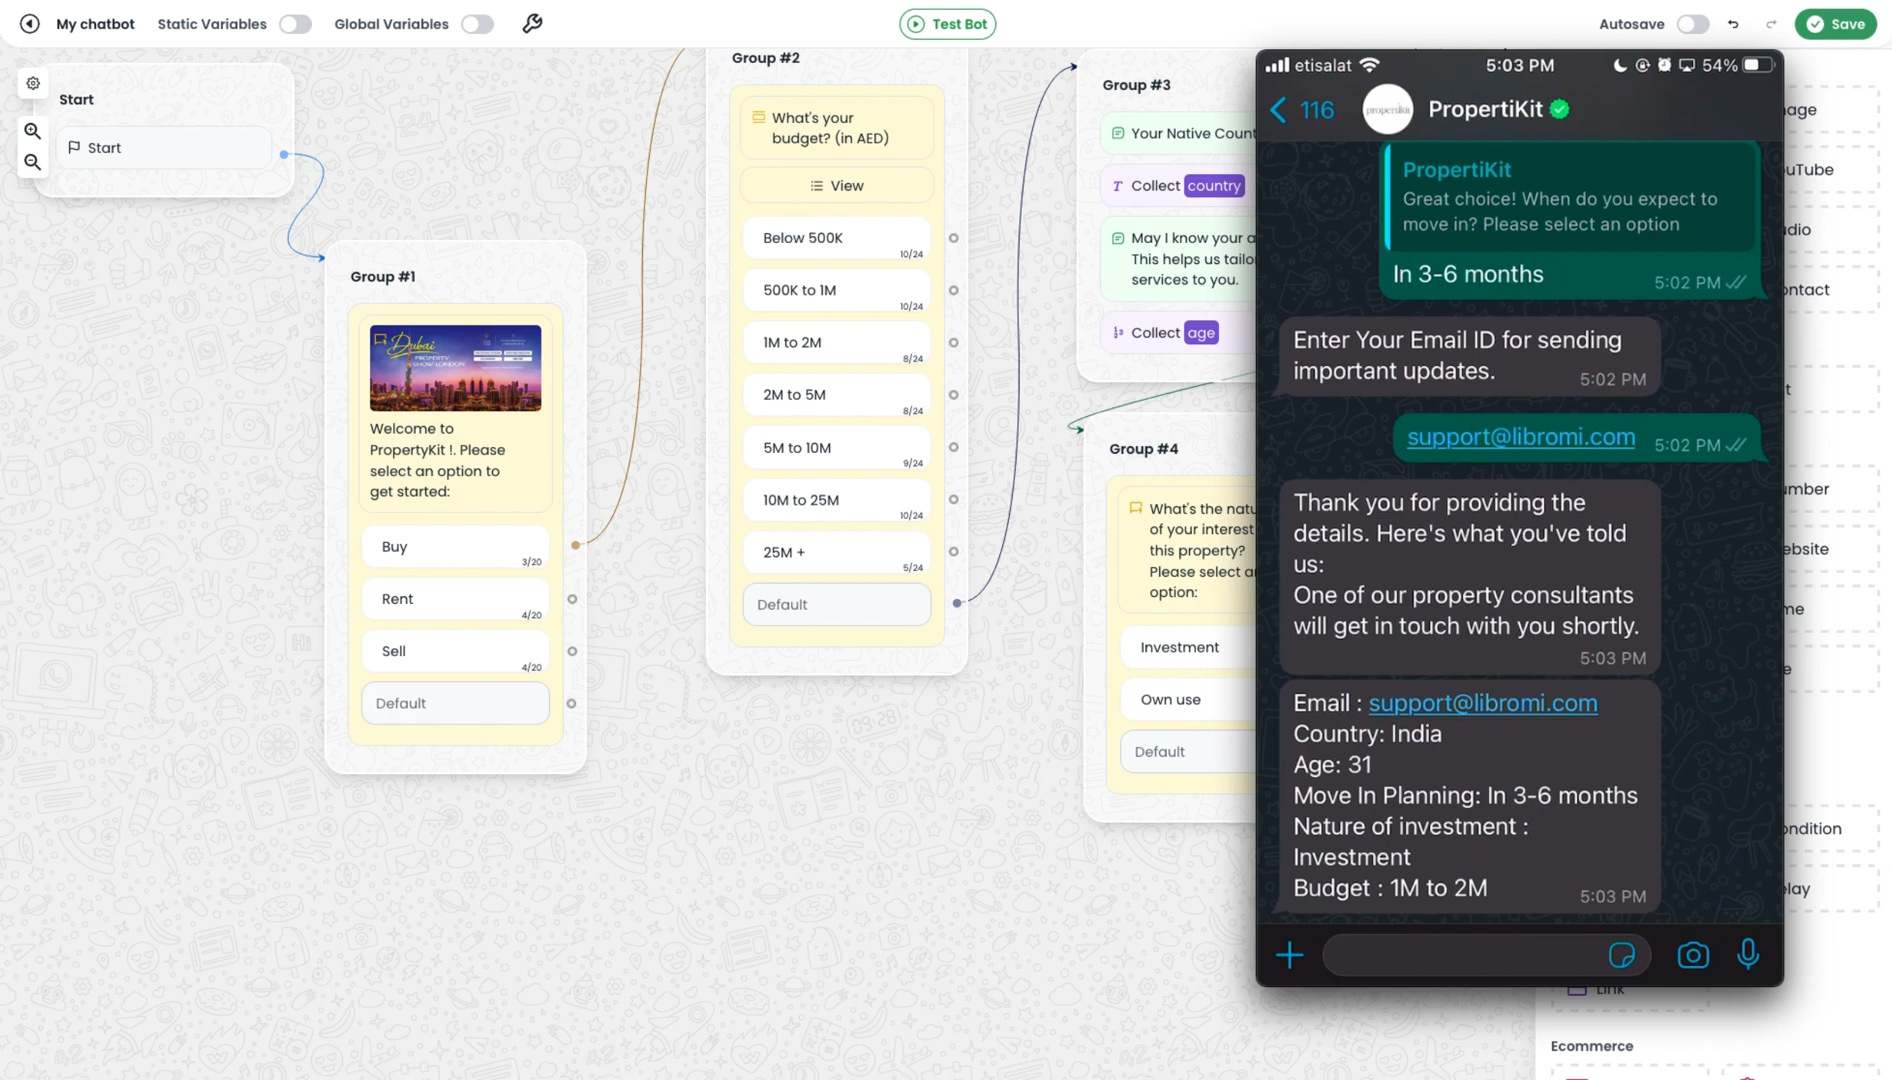 My chatbot
Static Variables
Global Variables
Test Bot
Autosave
Save
Start
Start
Group #1
Dubai
PROPERTY
SHOW LONDON
Welcome to
PropertyKit !. Please
select an option to
get started:
Buy
3/20
Rent
4/20
Sell
4/20
Default
Group #2
What's your
budget? (in AED)
View
Below 500K
10/24
500K to 1M
10/24
1M to 2M
8/24
2M to 5M
8/24
5M to 10M
9/24
10M to 25M
10/24
25M +
5/24
Default
Group #3
Your Native Count
Collect country
May I know your a
This helps us tailo
services to you.
Collect age
Group #4
What's the natu
of your interest
this property?
Please select a
option:
Investment
Own use
Default
etisalat
5:03 PM
54%
116
propertikit
PropertiKit
PropertiKit
Great choice! When do you expect to
move in? Please select an option
In 3-6 months
5:02 PM
Enter Your Email ID for sending
important updates.
5:02 PM
support@libromi.com
5:02 PM
Thank you for providing the
details. Here's what you've told
us:
One of our property consultants
will get in touch with you shortly.
5:03 PM
Email : support@libromi.com
Country: India
Age: 31
Move In Planning: In 3-6 months
Nature of investment :
Investment
Budget : 1M to 2M
5:03 PM
age
uTube
dio
ontact
t
umber
ebsite
me
e
ondition
elay
Link
Ecommerce